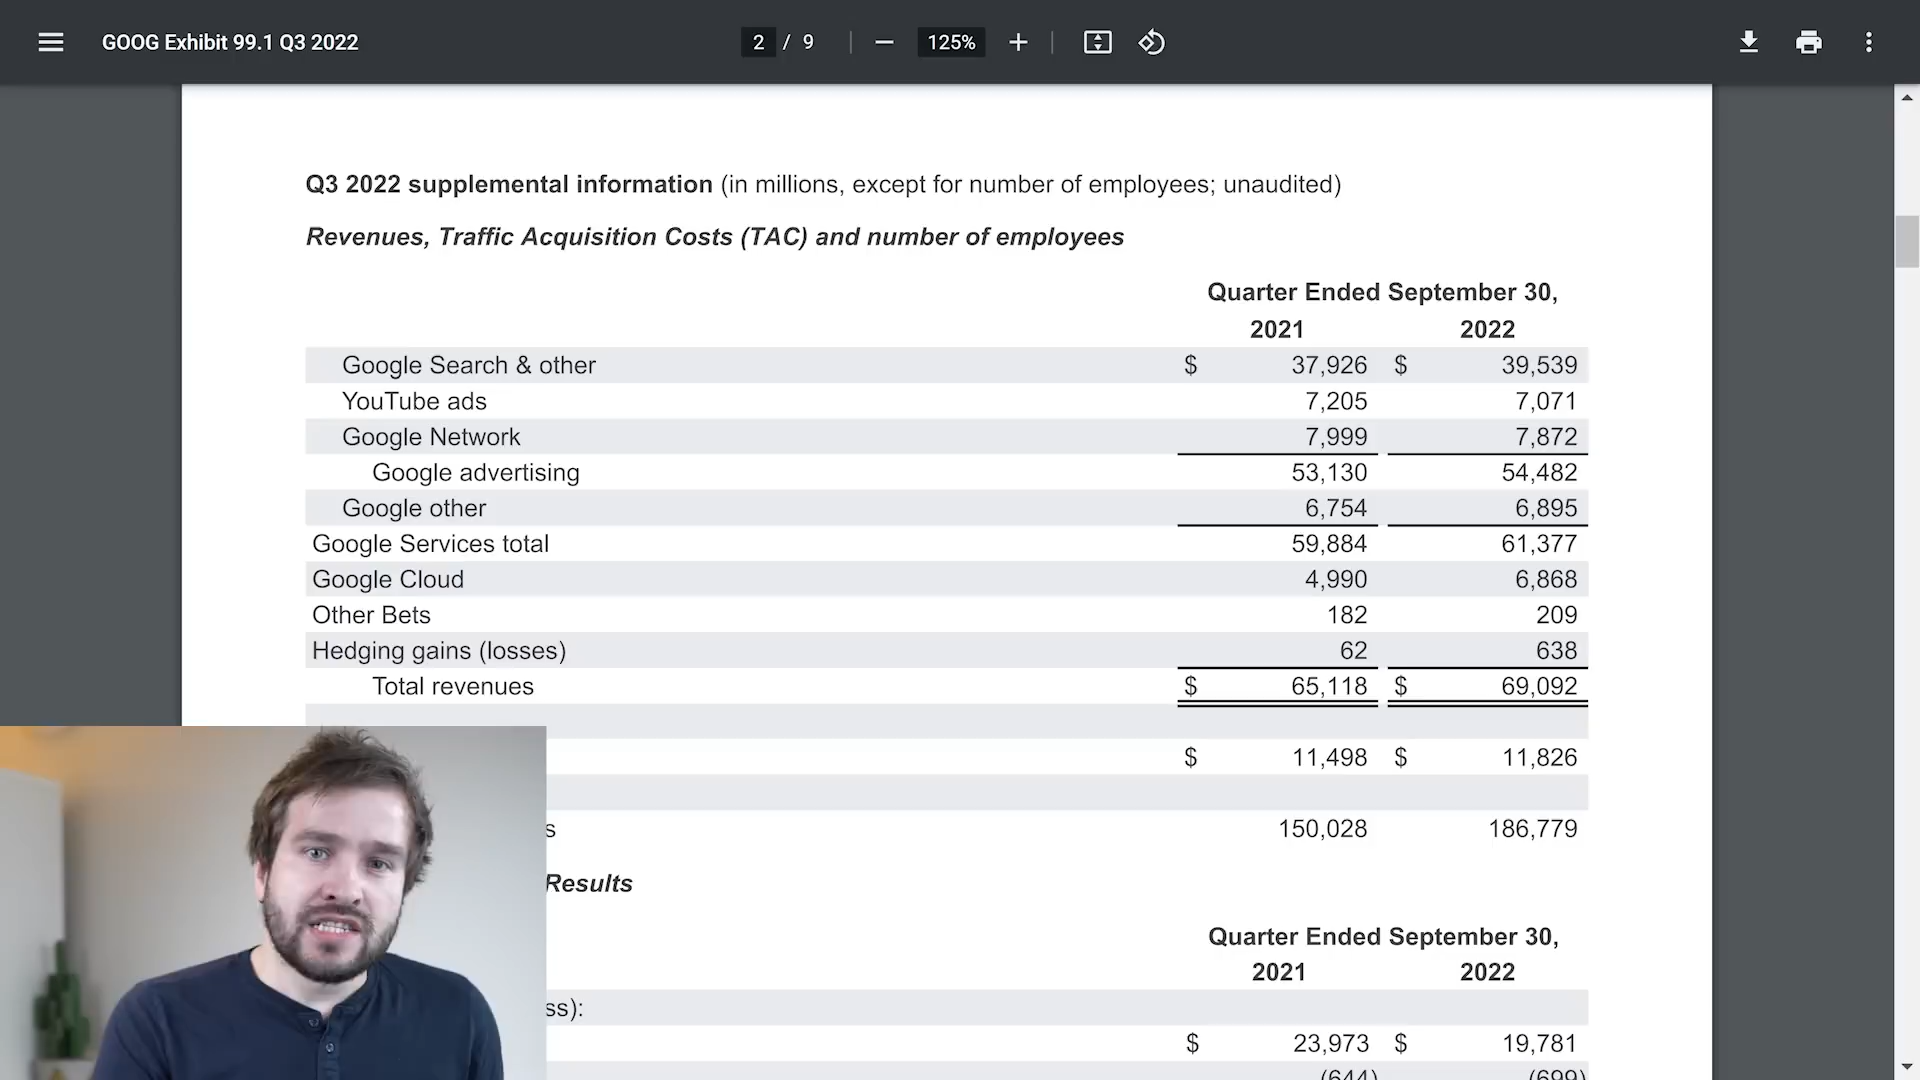 GOOG Exhibit 99.1 Q3 2022 2 / 9 125%
Q3 2022 supplemental information (in millions, except for number of employees; unaudited)
Revenues, Traffic Acquisition Costs (TAC) and number of employees
Quarter Ended September 30,
2021 2022
Google Search & other $ 37,926 $ 39,539
YouTube ads 7,205 7,071
Google Network 7,999 7,872
Google advertising 53,130 54,482
Google other 6,754 6,895
Google Services total 59,884 61,377
Google Cloud 4,990 6,868
Other Bets 182 209
Hedging gains (losses) 62 638
Total revenues $ 65,118 $ 69,092
$ 11,498 $ 11,826
s 150,028 186,779
Results
Quarter Ended September 30,
2021 2022
ss):
$ 23,973 $ 19,781
(644) (699)